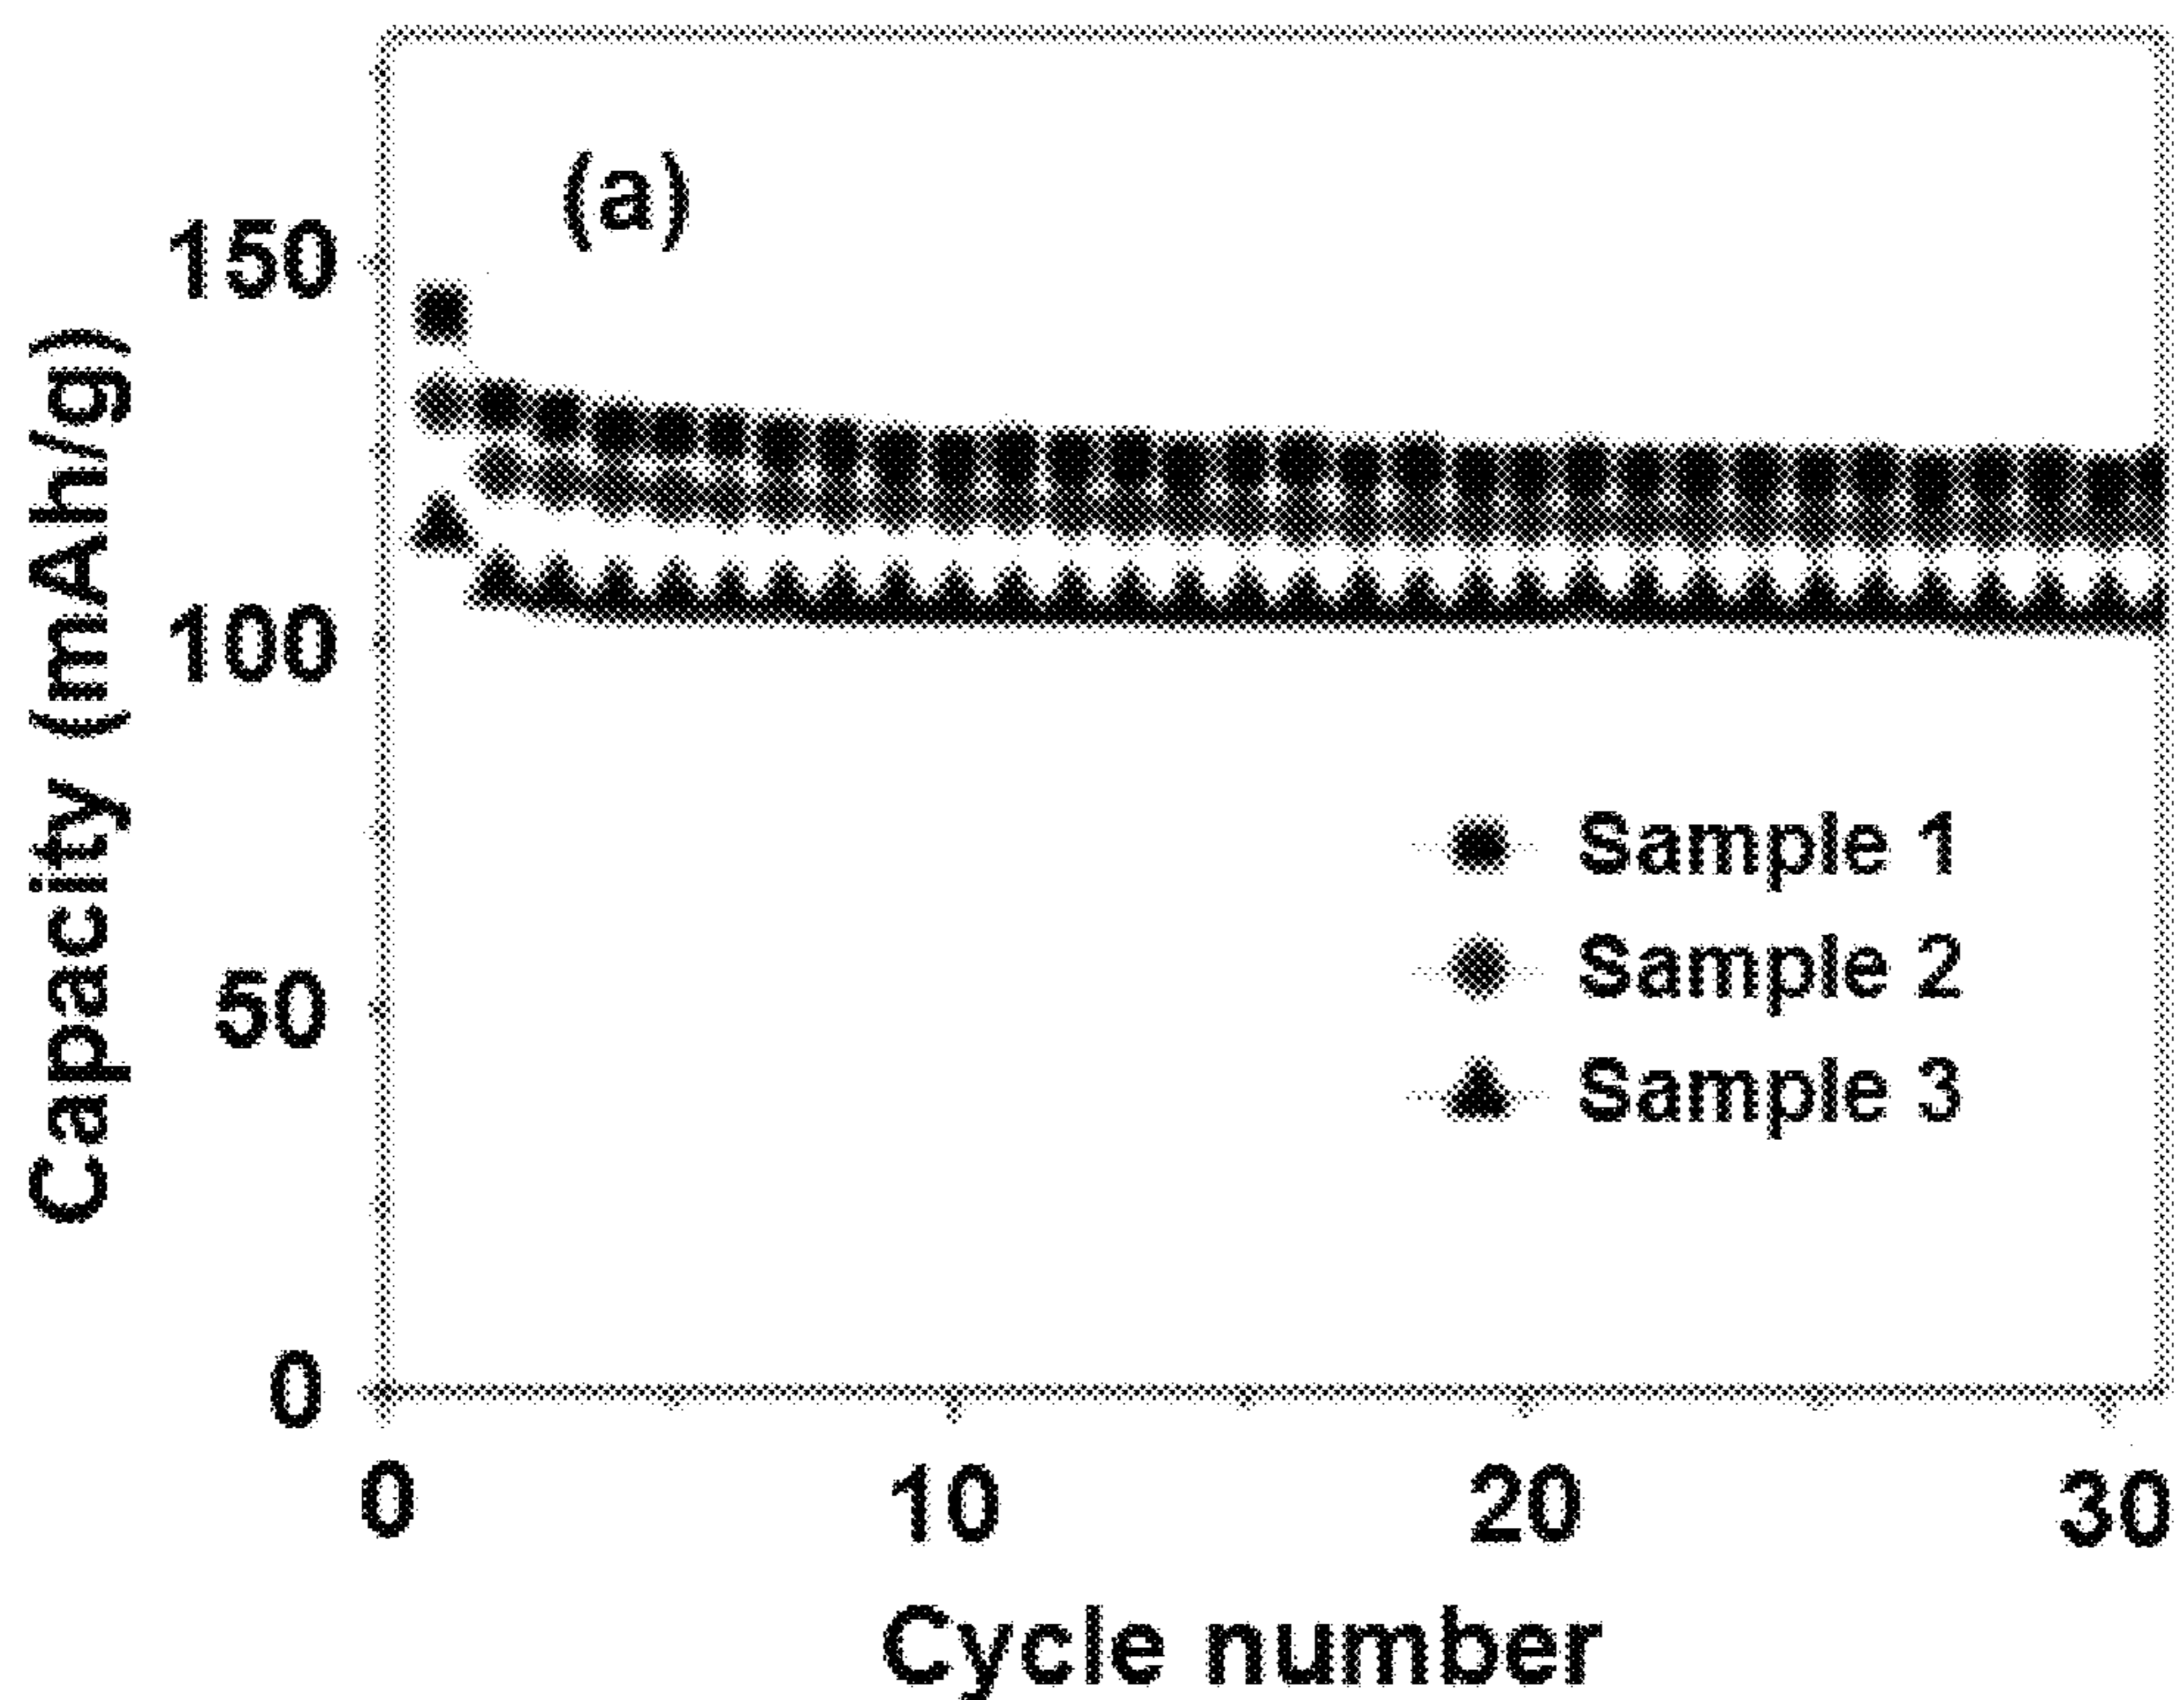 (a)
150
100
50
0
Capacity (mAh/g)
Sample 1
Sample 2
Sample 3
0 10 20 30
Cycle number